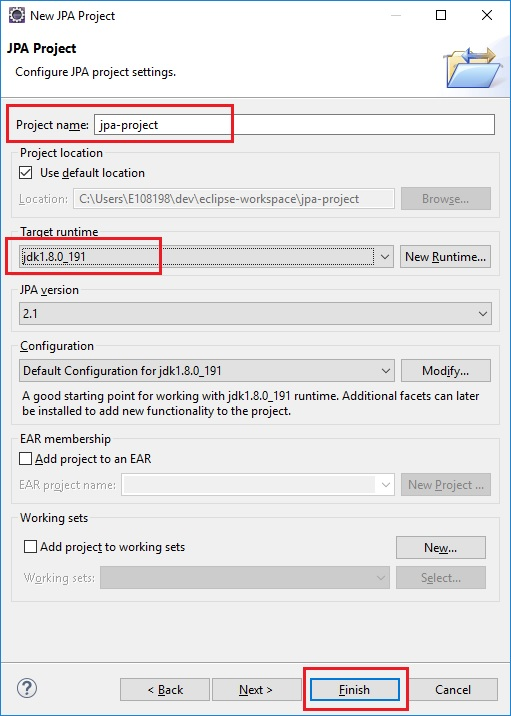 New JPA Project
JPA Project
Configure JPA project settings.
Project name: jpa-project
Project location
Use default location
Location: C:\Users\E108198\dev\eclipse-workspace\jpa-project Browse...
Target runtime
jdk1.8.0_191 New Runtime...
JPA version
2.1
Configuration
Default Configuration for jdk1.8.0_191 Modify...
A good starting point for working with jdk1.8.0_191 runtime. Additional facets can later
be installed to add new functionality to the project.
EAR membership
Add project to an EAR
EAR project name: New Project ...
Working sets
Add project to working sets New...
Working sets: Select...
? < Back Next > Finish Cancel